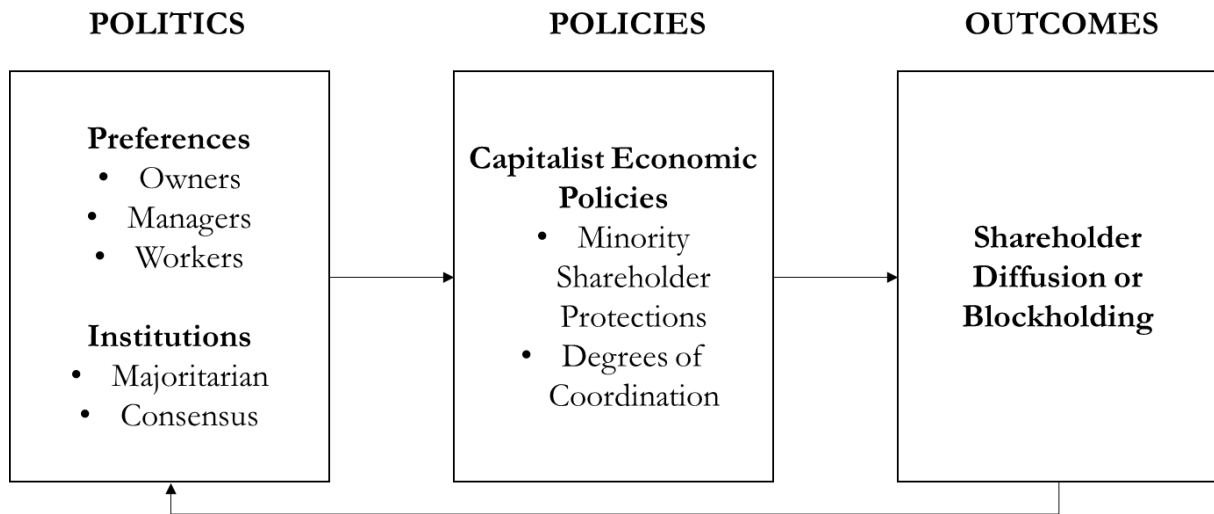 POLITICS
POLICIES
OUTCOMES
Preferences
• Owners
• Managers
• Workers
Institutions
• Majoritarian
• Consensus
Capitalist Economic
Policies
• Minority
Shareholder
Protections
• Degrees of
Coordination
Shareholder
Diffusion or
Blockholding